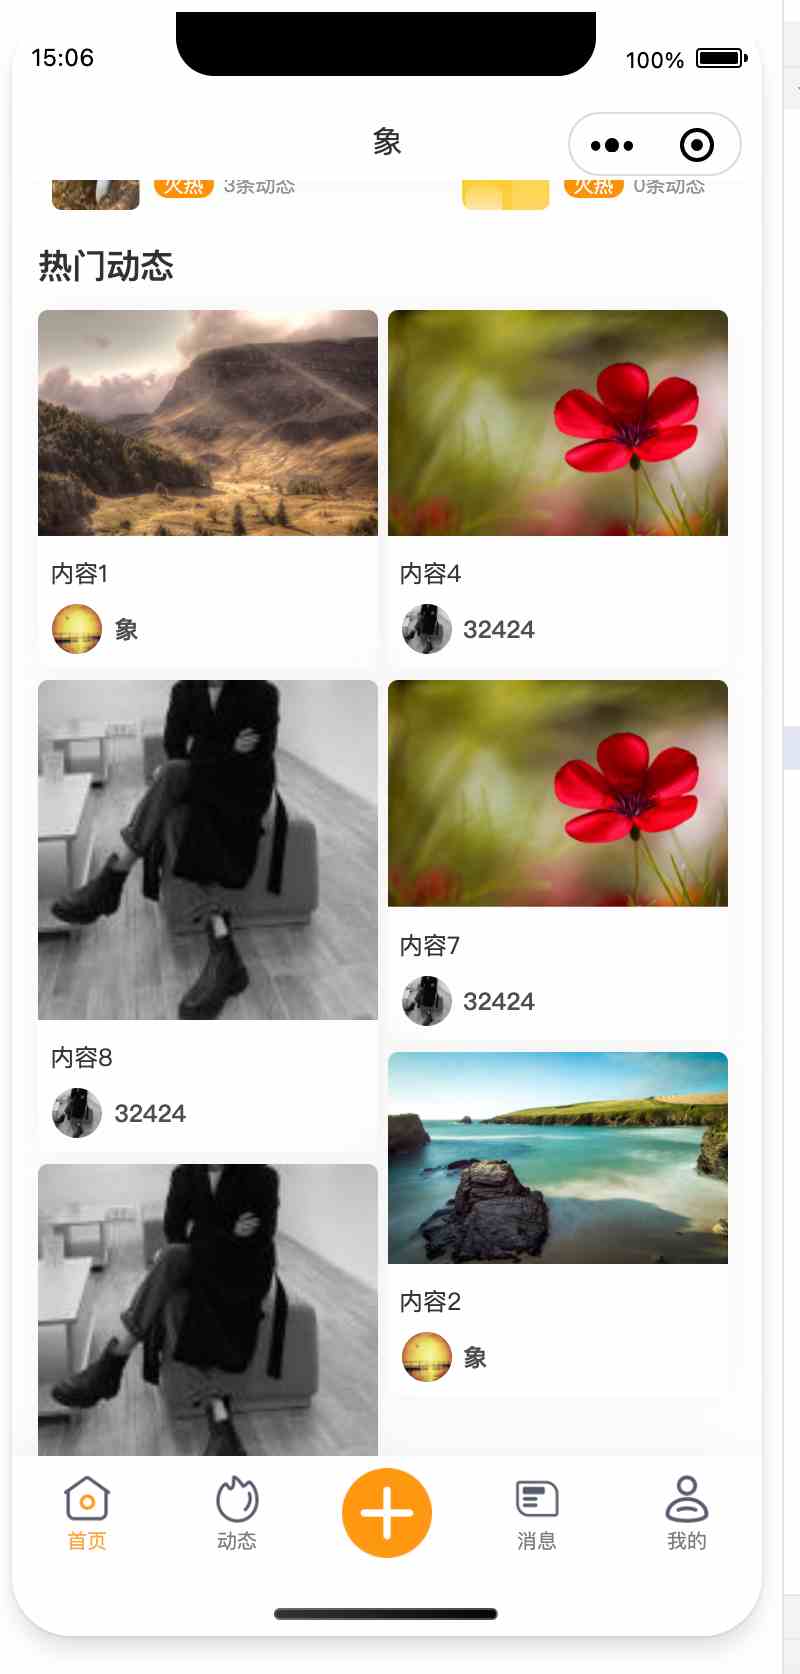 15:06
100%
象
火热 3条动态
火热 0条动态
热门动态
内容1
象
内容4
32424
内容8
32424
内容7
32424
内容2
象
首页
动态
消息
我的